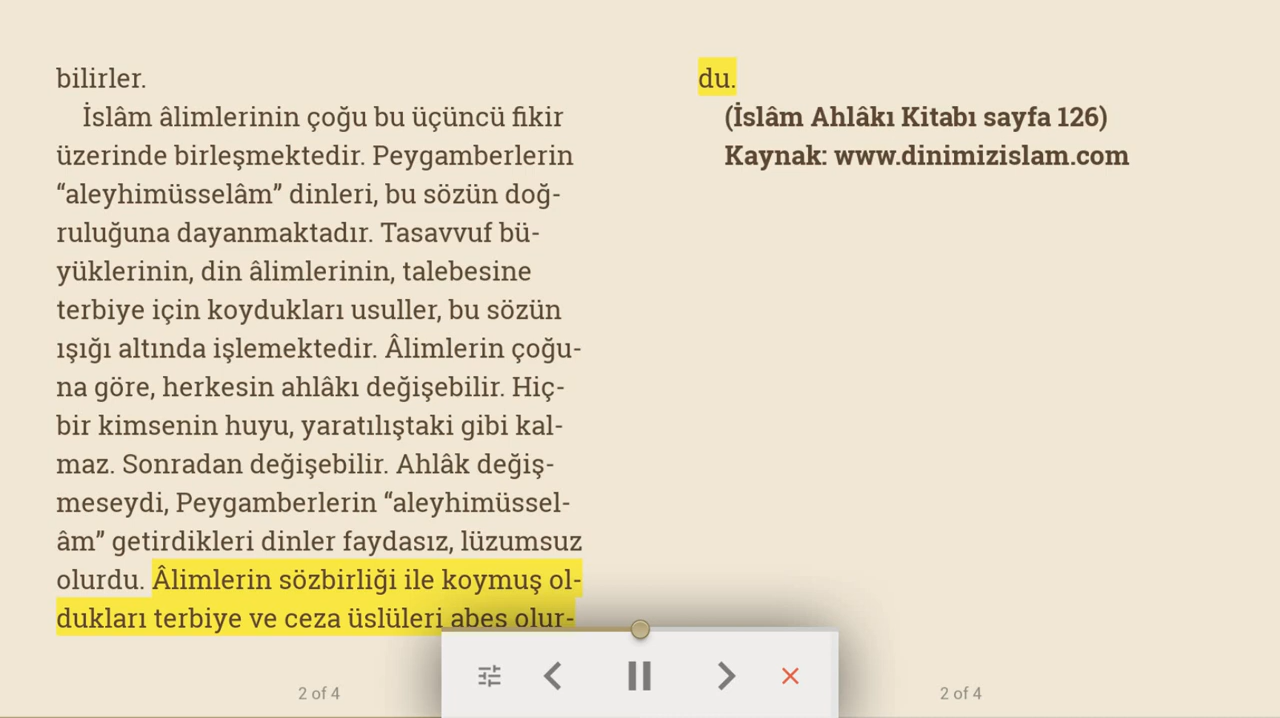 bilirler.
İslâm âlimlerinin çoğu bu üçüncü fikir
üzerinde birleşmektedir. Peygamberlerin
“aleyhimüsselâm” dinleri, bu sözün doğ-
ruluğuna dayanmaktadır. Tasavvuf bü-
yüklerinin, din âlimlerinin, talebesine
terbiye için koydukları usuller, bu sözün
ışığı altında işlemektedir. Âlimlerin çoğu-
na göre, herkesin ahlâkı değişebilir. Hiç-
bir kimsenin huyu, yaratılıştaki gibi kal-
maz. Sonradan değişebilir. Ahlâk değiş-
meseydi, Peygamberlerin “aleyhimüssel-
âm” getirdikleri dinler faydasız, lüzumsuz
olurdu. Âlimlerin sözbirliği ile koymuş ol-
dukları terbiye ve ceza üslüleri abes olur-
2 of 4
du.
(İslâm Ahlâkı Kitabı sayfa 126)
Kaynak: www.dinimizislam.com
2 of 4